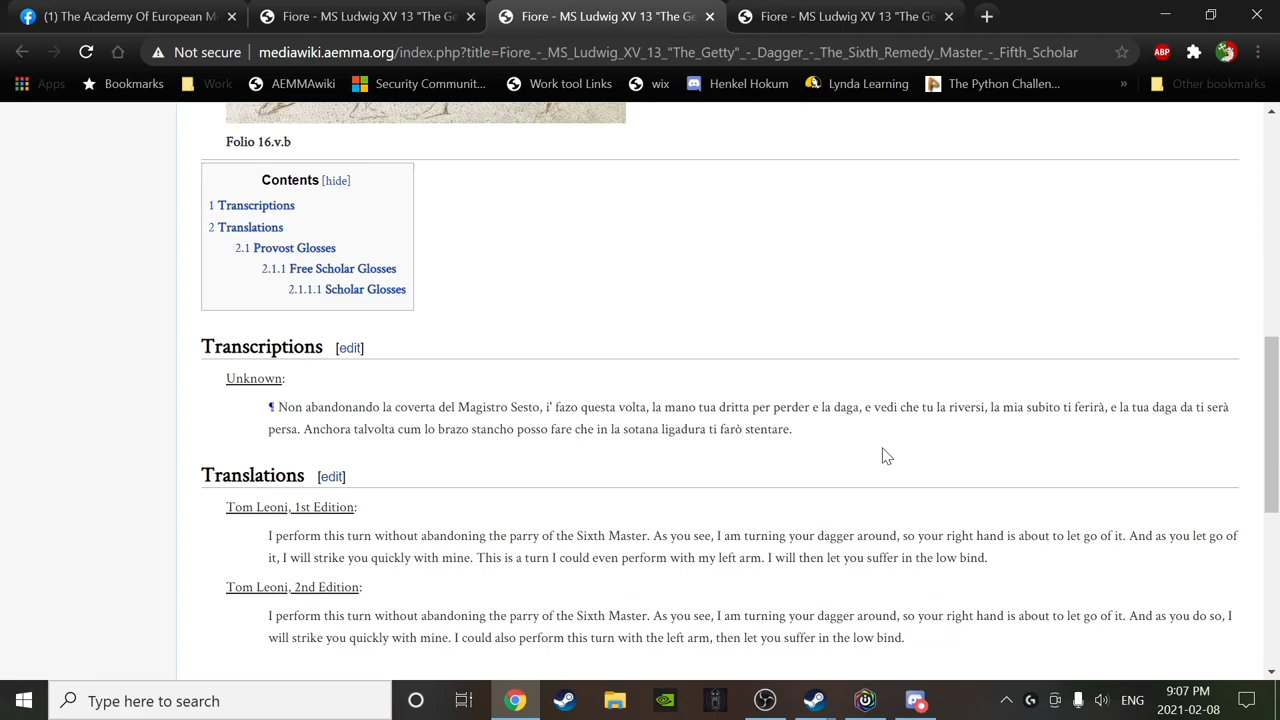 (1) The Academy Of European M
Fiore - MS Ludwig XV 13 "The Ge
Fiore - MS Ludwig XV 13 "The Ge
Fiore - MS Ludwig XV 13 "The Ge
Not secure mediawiki.aemma.org/index.php?title=Fiore_-_MS_Ludwig_XV_13_"The_Getty"_-_Dagger_-_The_Sixth_Remedy_Master_-_Fifth_Scholar
ABP
Apps Bookmarks Work AEMMAwiki Security Commun... Work tool Links wix Henkel Hokum Lynda Learning The Python Challen... » Other bookmarks
Folio 16.v.b
Contents [hide]
1 Transcriptions
2 Translations
2.1 Provost Glosses
2.1.1 Free Scholar Glosses
2.1.1.1 Scholar Glosses
Transcriptions [edit]
Unknown:
¶ Non abandonando la coverta del Magistro Sesto, i' fazo questa volta, la mano tua dritta per perder e la daga, e vedi che tu la riversi, la mia subito ti ferirà, e la tua daga da ti serà
persa. Anchora talvolta cum lo brazo stancho posso fare che in la sotana ligadura ti farò stentare.
Translations [edit]
Tom Leoni, 1st Edition:
I perform this turn without abandoning the parry of the Sixth Master. As you see, I am turning your dagger around, so your right hand is about to let go of it. And as you let go of
it, I will strike you quickly with mine. This is a turn I could even perform with my left arm. I will then let you suffer in the low bind.
Tom Leoni, 2nd Edition:
I perform this turn without abandoning the parry of the Sixth Master. As you see, I am turning your dagger around, so your right hand is about to let go of it. And as you do so, I
will strike you quickly with mine. I could also perform this turn with the left arm, then let you suffer in the low bind.
Type here to search
ENG
9:07 PM
2021-02-08